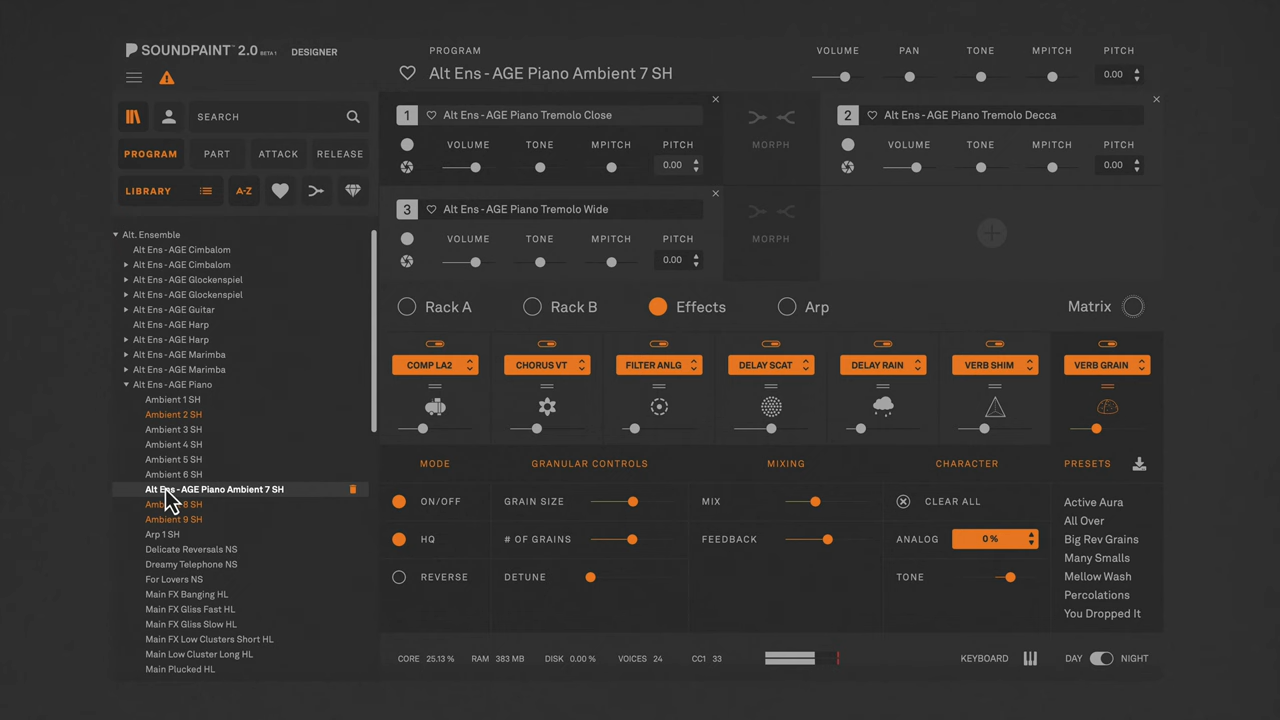 SOUNDPAINT™ 2.0 BETA 1 DESIGNER
SEARCH
PROGRAM PART ATTACK RELEASE
LIBRARY A-Z
Alt. Ensemble
Alt Ens - AGE Cimbalom
Alt Ens - AGE Cimbalom
Alt Ens - AGE Glockenspiel
Alt Ens - AGE Glockenspiel
Alt Ens - AGE Guitar
Alt Ens - AGE Harp
Alt Ens - AGE Harp
Alt Ens - AGE Marimba
Alt Ens - AGE Marimba
Alt Ens - AGE Piano
Ambient 1 SH
Ambient 2 SH
Ambient 3 SH
Ambient 4 SH
Ambient 5 SH
Ambient 6 SH
Alt Ens - AGE Piano Ambient 7 SH
Ambient 8 SH
Ambient 9 SH
Arp 1 SH
Delicate Reversals NS
Dreamy Telephone NS
For Lovers NS
Main FX Banging HL
Main FX Gliss Fast HL
Main FX Gliss Slow HL
Main FX Low Clusters Short HL
Main Low Cluster Long HL
Main Plucked HL
PROGRAM
Alt Ens - AGE Piano Ambient 7 SH
VOLUME PAN TONE MPITCH PITCH
0.00
1 Alt Ens - AGE Piano Tremolo Close
VOLUME TONE MPITCH PITCH
0.00
MORPH
2 Alt Ens - AGE Piano Tremolo Decca
VOLUME TONE MPITCH PITCH
0.00
3 Alt Ens - AGE Piano Tremolo Wide
VOLUME TONE MPITCH PITCH
0.00
MORPH
Rack A Rack B Effects Arp Matrix
COMP LA2 CHORUS VT FILTER ANLG DELAY SCAT DELAY RAIN VERB SHIM VERB GRAIN
MODE
ON/OFF
HQ
REVERSE
GRANULAR CONTROLS
GRAIN SIZE
# OF GRAINS
DETUNE
MIXING
MIX
FEEDBACK
CHARACTER
CLEAR ALL
ANALOG 0%
TONE
PRESETS
Active Aura
All Over
Big Rev Grains
Many Smalls
Mellow Wash
Percolations
You Dropped It
CORE 25.13 % RAM 383 MB DISK 0.00 % VOICES 24 CC1 33 KEYBOARD DAY NIGHT